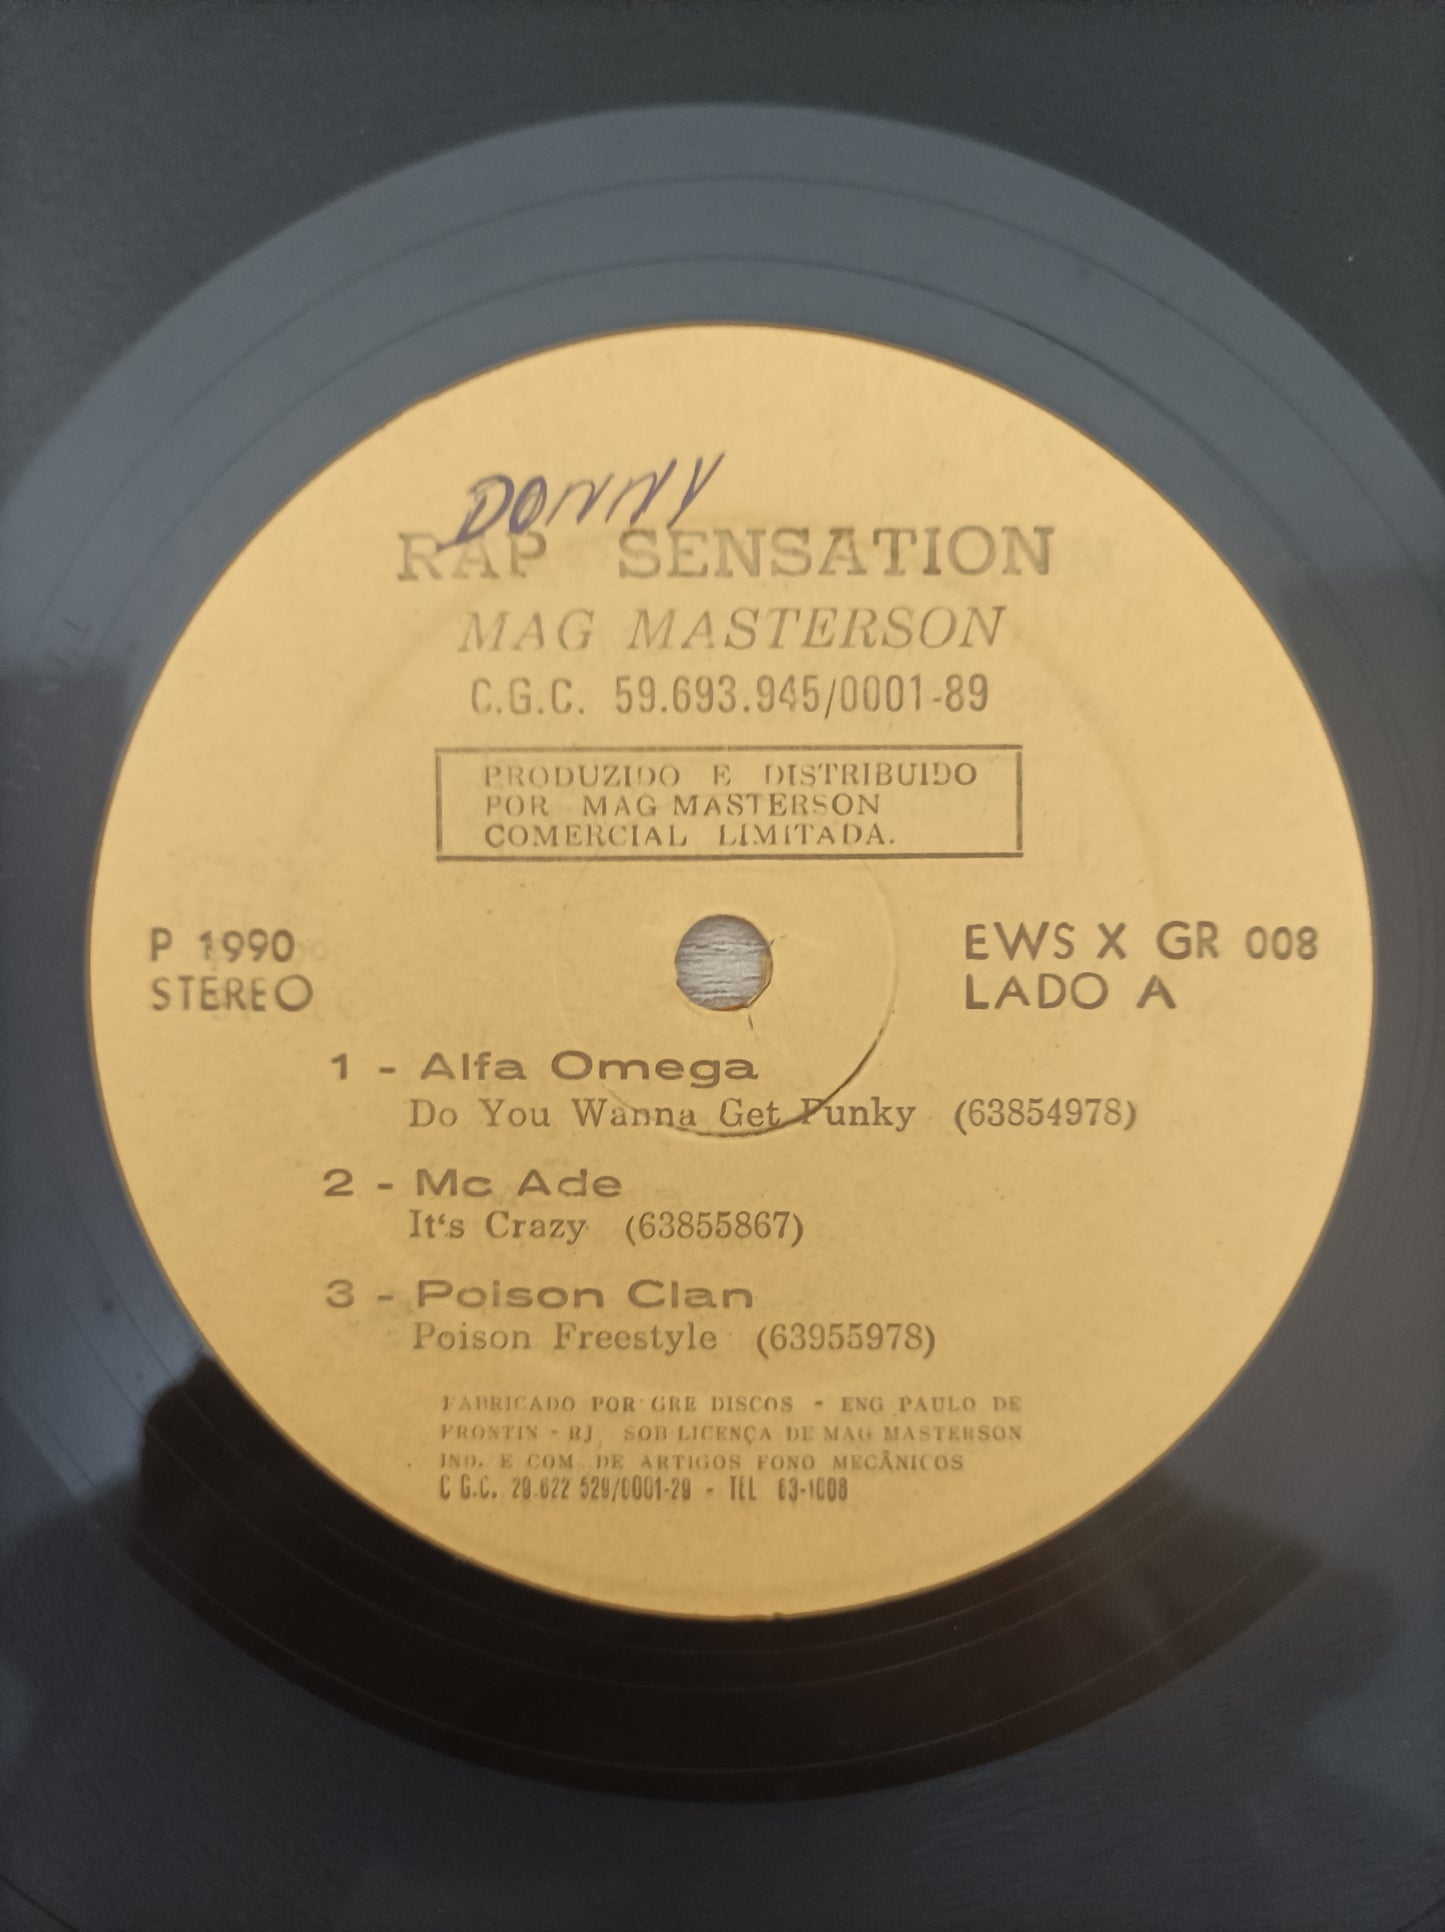 DONNY
RAP SENSATION
MAG MASTERSON
C.G.C. 59.693.945/0001-89
PRODUZIDO E DISTRIBUIDO
POR MAG MASTERSON
COMERCIAL LIMITADA.
P 1990
STEREO
EWS X GR 008
LADO A
1 - Alfa Omega
Do You Wanna Get Funky (63854978)
2 - Mc Ade
It's Crazy (63855867)
3 - Poison Clan
Poison Freestyle (63955978)
FABRICADO POR GRE DISCOS - ENG PAULO DE
FRONTIN - RJ, SOB LICENÇA DE MAG MASTERSON
IND. E COM. DE ARTIGOS FONO MECÂNICOS
C G.C. 29.622 529/0001-29 - TEL 63-1008